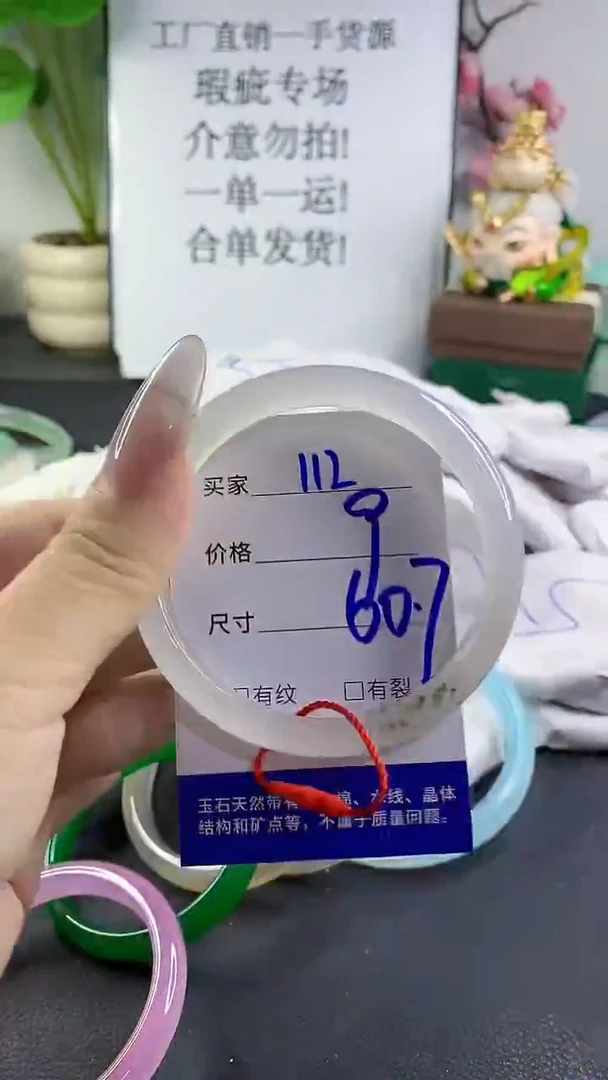 工厂直销一手货源
瑕疵专场
介意勿拍!
一单一运!
合单发货!
买家 112
价格
尺寸 60.7
□有纹 □有裂
玉石天然带有 棉、水线、晶体
结构和矿点等，不属于质量问题。